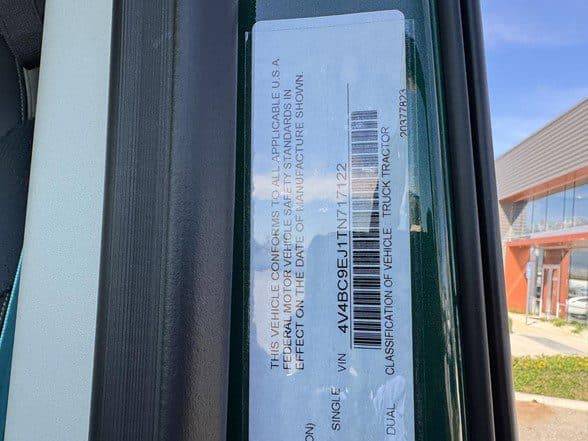 THIS VEHICLE CONFORMS TO ALL APPLICABLE U.S.A.
FEDERAL MOTOR VEHICLE SAFETY STANDARDS IN
EFFECT ON THE DATE OF MANUFACTURE SHOWN.
ON)
SINGLE
VIN 4V4BC9EJ1TN717122
DUAL
CLASSIFICATION OF VEHICLE TRUCK TRACTOR
20377823